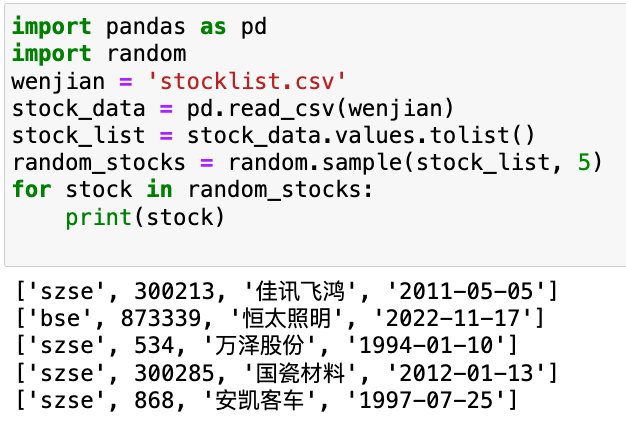 import pandas as pd
import random
wenjian = 'stocklist.csv'
stock_data = pd.read_csv(wenjian)
stock_list = stock_data.values.tolist()
random_stocks = random.sample(stock_list, 5)
for stock in random_stocks:
    print(stock)
['szse', 300213, '佳讯飞鸿', '2011-05-05']
['bse', 873339, '恒太照明', '2022-11-17']
['szse', 534, '万泽股份', '1994-01-10']
['szse', 300285, '国瓷材料', '2012-01-13']
['szse', 868, '安凯客车', '1997-07-25']